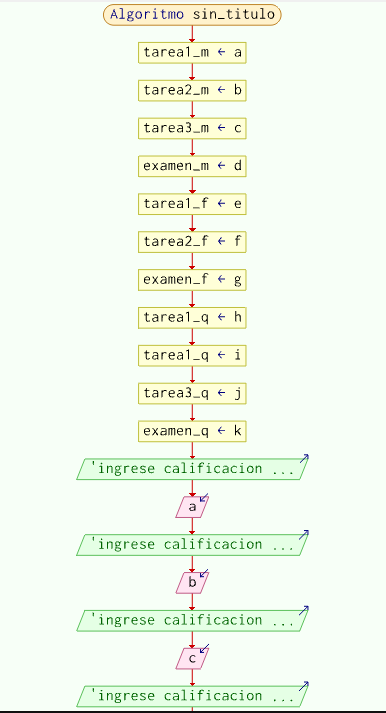 Algoritmo sin_titulo
tarea1_m ← a
tarea2_m ← b
tarea3_m ← c
examen_m ← d
tarea1_f ← e
tarea2_f ← f
examen_f ← g
tarea1_q ← h
tarea1_q ← i
tarea3_q ← j
examen_q ← k
'ingrese calificacion ...
a
'ingrese calificacion ...
b
'ingrese calificacion ...
c
'ingrese calificacion ...